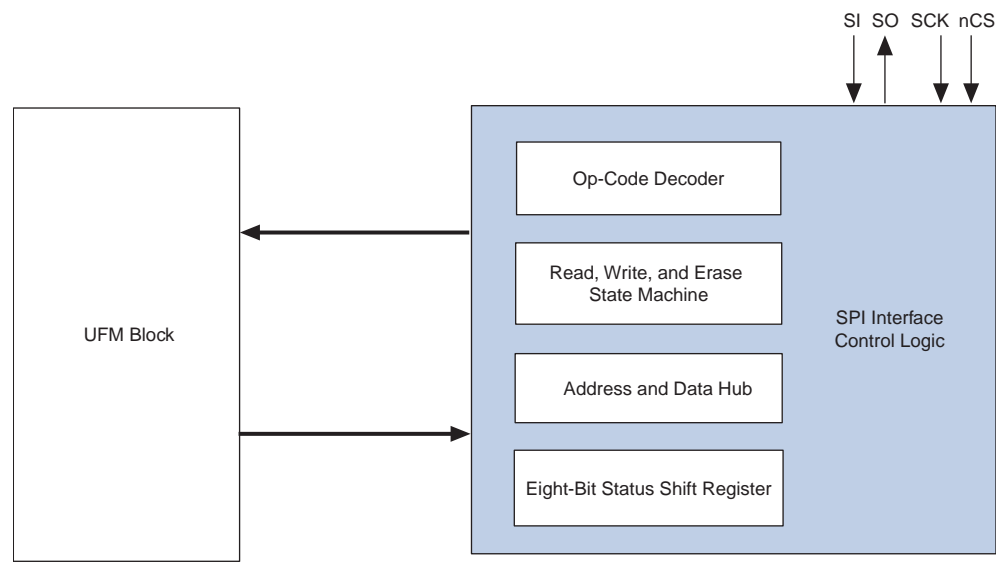 SI SO SCK nCS
Op-Code Decoder
Read, Write, and Erase
State Machine
UFM Block
SPI Interface
Control Logic
Address and Data Hub
Eight-Bit Status Shift Register